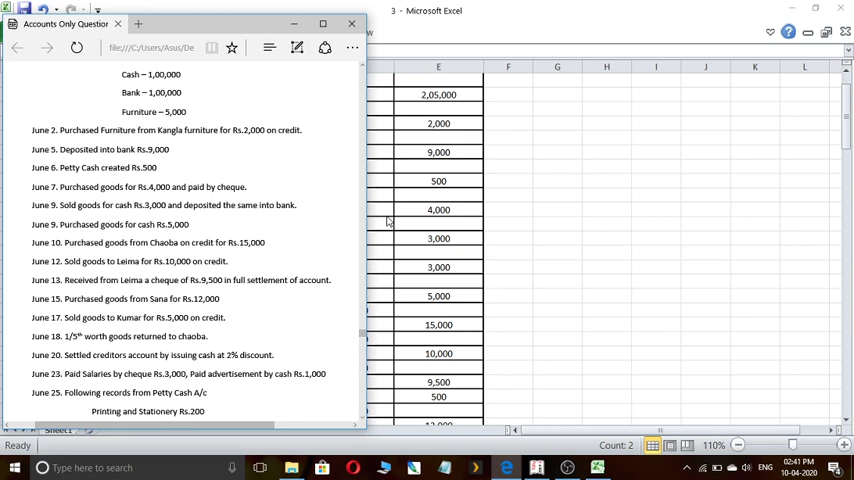 3 - Microsoft Excel
Accounts Only Question
file:///C:/Users/Asus/De
Cash – 1,00,000
Bank – 1,00,000
Furniture – 5,000
June 2. Purchased Furniture from Kangla furniture for Rs.2,000 on credit.
June 5. Deposited into bank Rs.9,000
June 6. Petty Cash created Rs.500
June 7. Purchased goods for Rs.4,000 and paid by cheque.
June 9. Sold goods for cash Rs.3,000 and deposited the same into bank.
June 9. Purchased goods for cash Rs.5,000
June 10. Purchased goods from Chaoba on credit for Rs.15,000
June 12. Sold goods to Leima for Rs.10,000 on credit.
June 13. Received from Leima a cheque of Rs.9,500 in full settlement of account.
June 15. Purchased goods from Sana for Rs.12,000
June 17. Sold goods to Kumar for Rs.5,000 on credit.
June 18. 1/5th worth goods returned to chaoba.
June 20. Settled creditors account by issuing cash at 2% discount.
June 23. Paid Salaries by cheque Rs.3,000, Paid advertisement by cash Rs.1,000
June 25. Following records from Petty Cash A/c
Printing and Stationery Rs.200
E F G H I J K L
2,05,000
2,000
9,000
500
4,000
3,000
3,000
5,000
15,000
10,000
9,500
500
12,000
Sheet1
Ready
Count: 2
110%
Type here to search
ENG
02:41 PM
10-04-2020
4